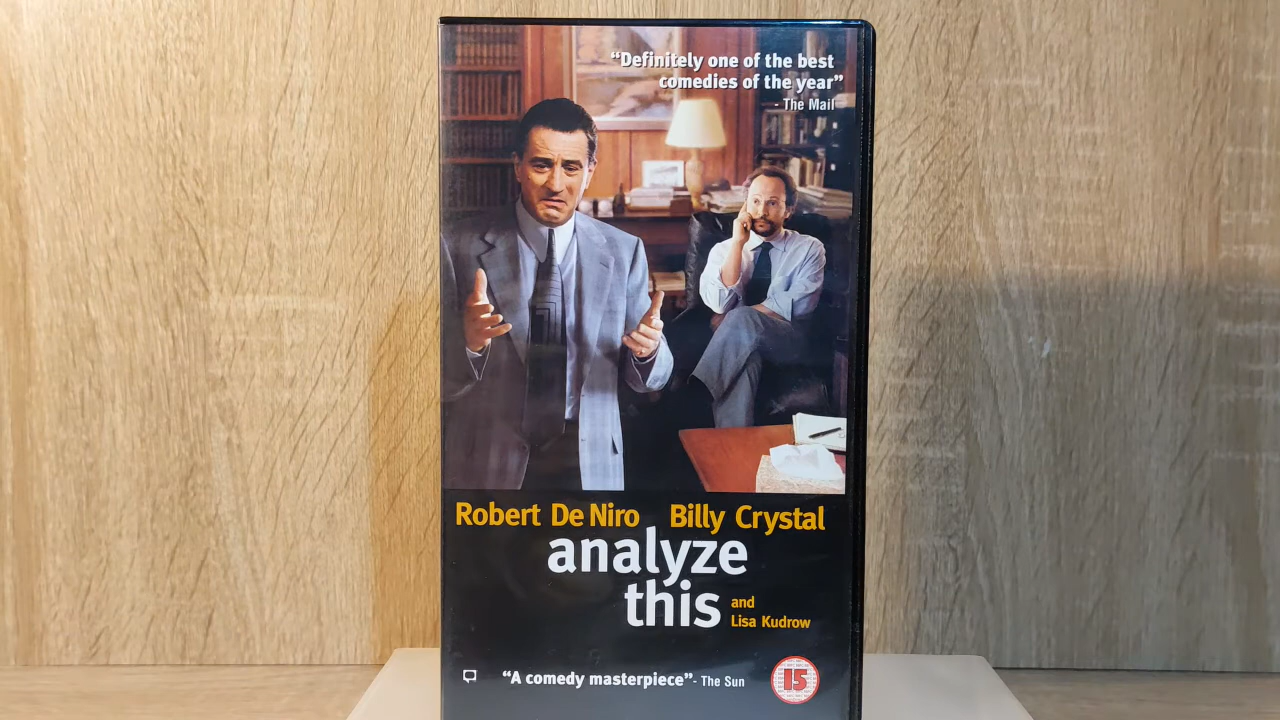 “Definitely one of the best
comedies of the year”
- The Mail
Robert De Niro Billy Crystal
analyze
this
and
Lisa Kudrow
“A comedy masterpiece” - The Sun
15